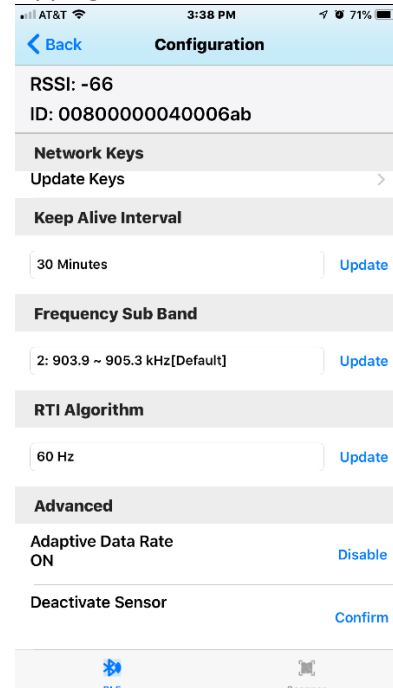 AT&T 3:38 PM 71%
Back Configuration
RSSI: -66
ID: 00800000040006ab
Network Keys
Update Keys
Keep Alive Interval
30 Minutes Update
Frequency Sub Band
2: 903.9 ~ 905.3 kHz[Default] Update
RTI Algorithm
60 Hz Update
Advanced
Adaptive Data Rate
ON Disable
Deactivate Sensor
Confirm